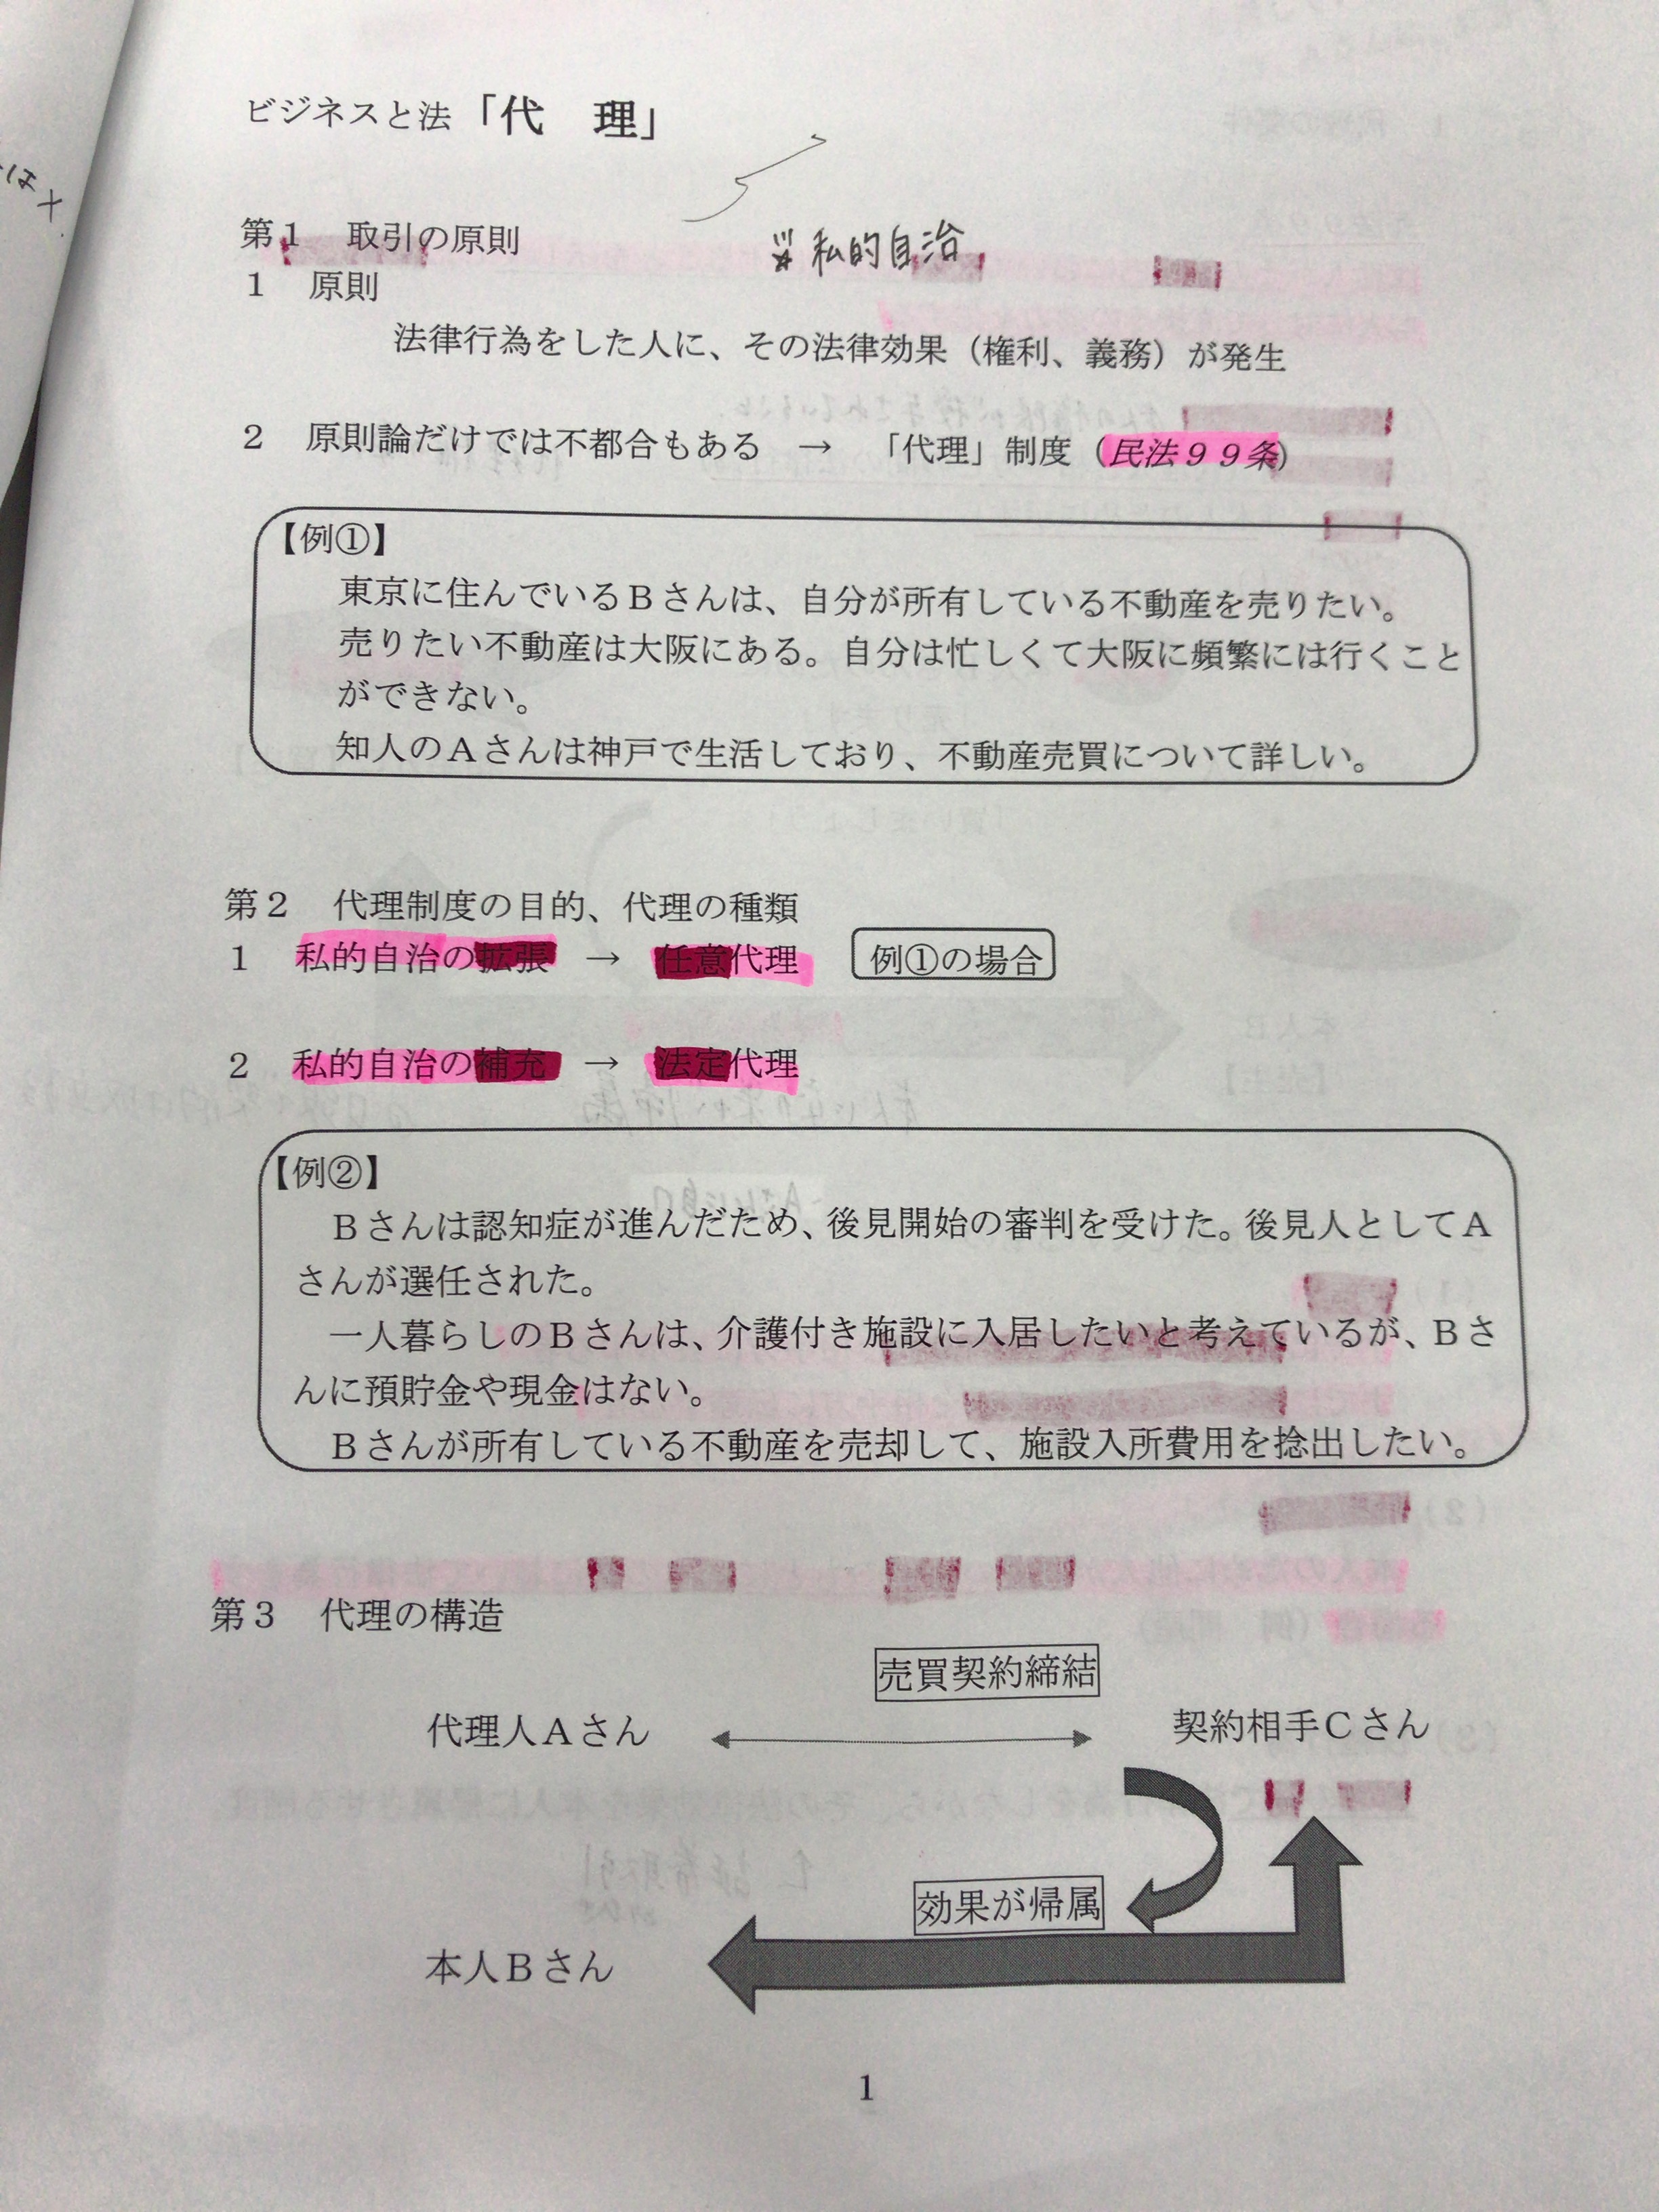 ビジネスと法「代　理」
第１　取引の原則
私的自治
１　原則
法律行為をした人に、その法律効果（権利、義務）が発生
２　原則論だけでは不都合もある　→　「代理」制度（民法９９条）
【例①】
東京に住んでいるＢさんは、自分が所有している不動産を売りたい。
売りたい不動産は大阪にある。自分は忙しくて大阪に頻繁には行くこと
ができない。
知人のＡさんは神戸で生活しており、不動産売買について詳しい。
第２　代理制度の目的、代理の種類
１　私的自治の拡張　→　任意代理　例①の場合
２　私的自治の補充　→　法定代理
【例②】
Ｂさんは認知症が進んだため、後見開始の審判を受けた。後見人としてＡ
さんが選任された。
一人暮らしのＢさんは、介護付き施設に入居したいと考えているが、Ｂさ
んに預貯金や現金はない。
Ｂさんが所有している不動産を売却して、施設入所費用を捻出したい。
第３　代理の構造
売買契約締結
代理人Ａさん　契約相手Ｃさん
効果が帰属
本人Ｂさん
1